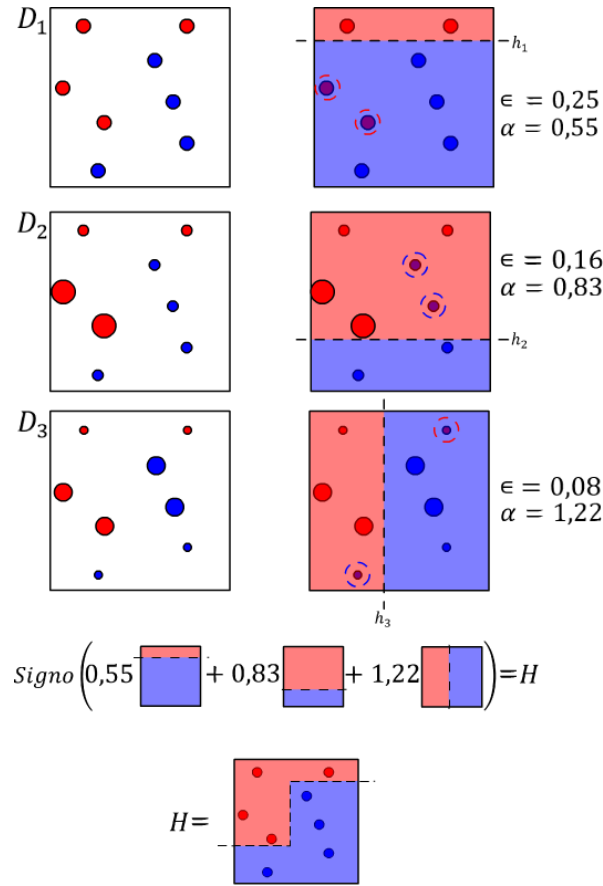 D₁
h₁
ϵ = 0,25
α = 0,55
D₂
ϵ = 0,16
α = 0,83
h₂
D₃
ϵ = 0,08
α = 1,22
h₃
Signo(0,55 + 0,83 + 1,22)=H
H=